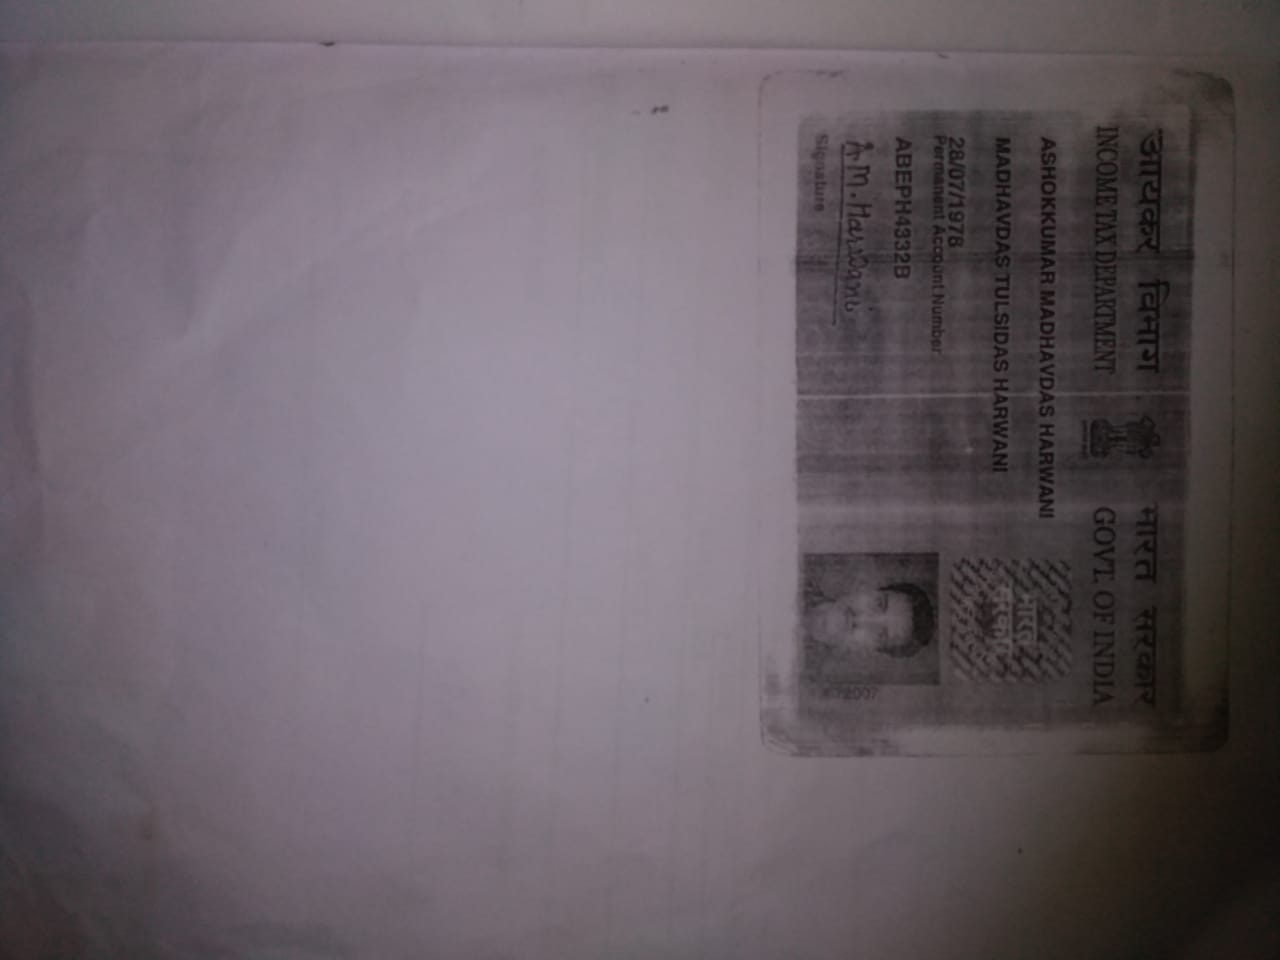 आयकर विभाग
INCOME TAX DEPARTMENT
भारत सरकार
GOVT. OF INDIA
ASHOKKUMAR MADHAVDAS HARWANI
MADHAVDAS TULSIDAS HARWANI
28/07/1978
Permanent Account Number
ABEPH4332B
A.M.Harwani
Signature
भारत सरकार